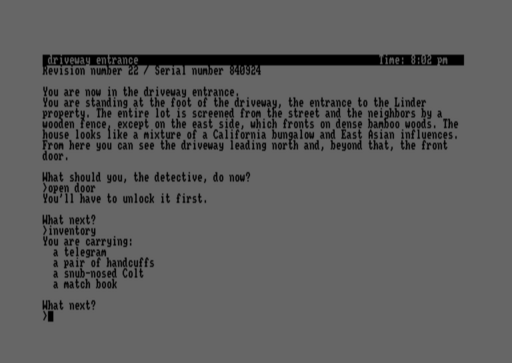 driveway entrance Time: 8:02 pm
Revision number 22 / Serial number 840924
You are now in the driveway entrance.
You are standing at the foot of the driveway, the entrance to the Linder
property. The entire lot is screened from the street and the neighbors by a
wooden fence, except on the east side, which fronts on dense bamboo woods. The
house looks like a mixture of a California bungalow and East Asian influences.
From here you can see the driveway leading north and, beyond that, the front
door.
What should you, the detective, do now?
>open door
You'll have to unlock it first.
What next?
>inventory
You are carrying:
a telegram
a pair of handcuffs
a snub-nosed Colt
a match book
What next?
>